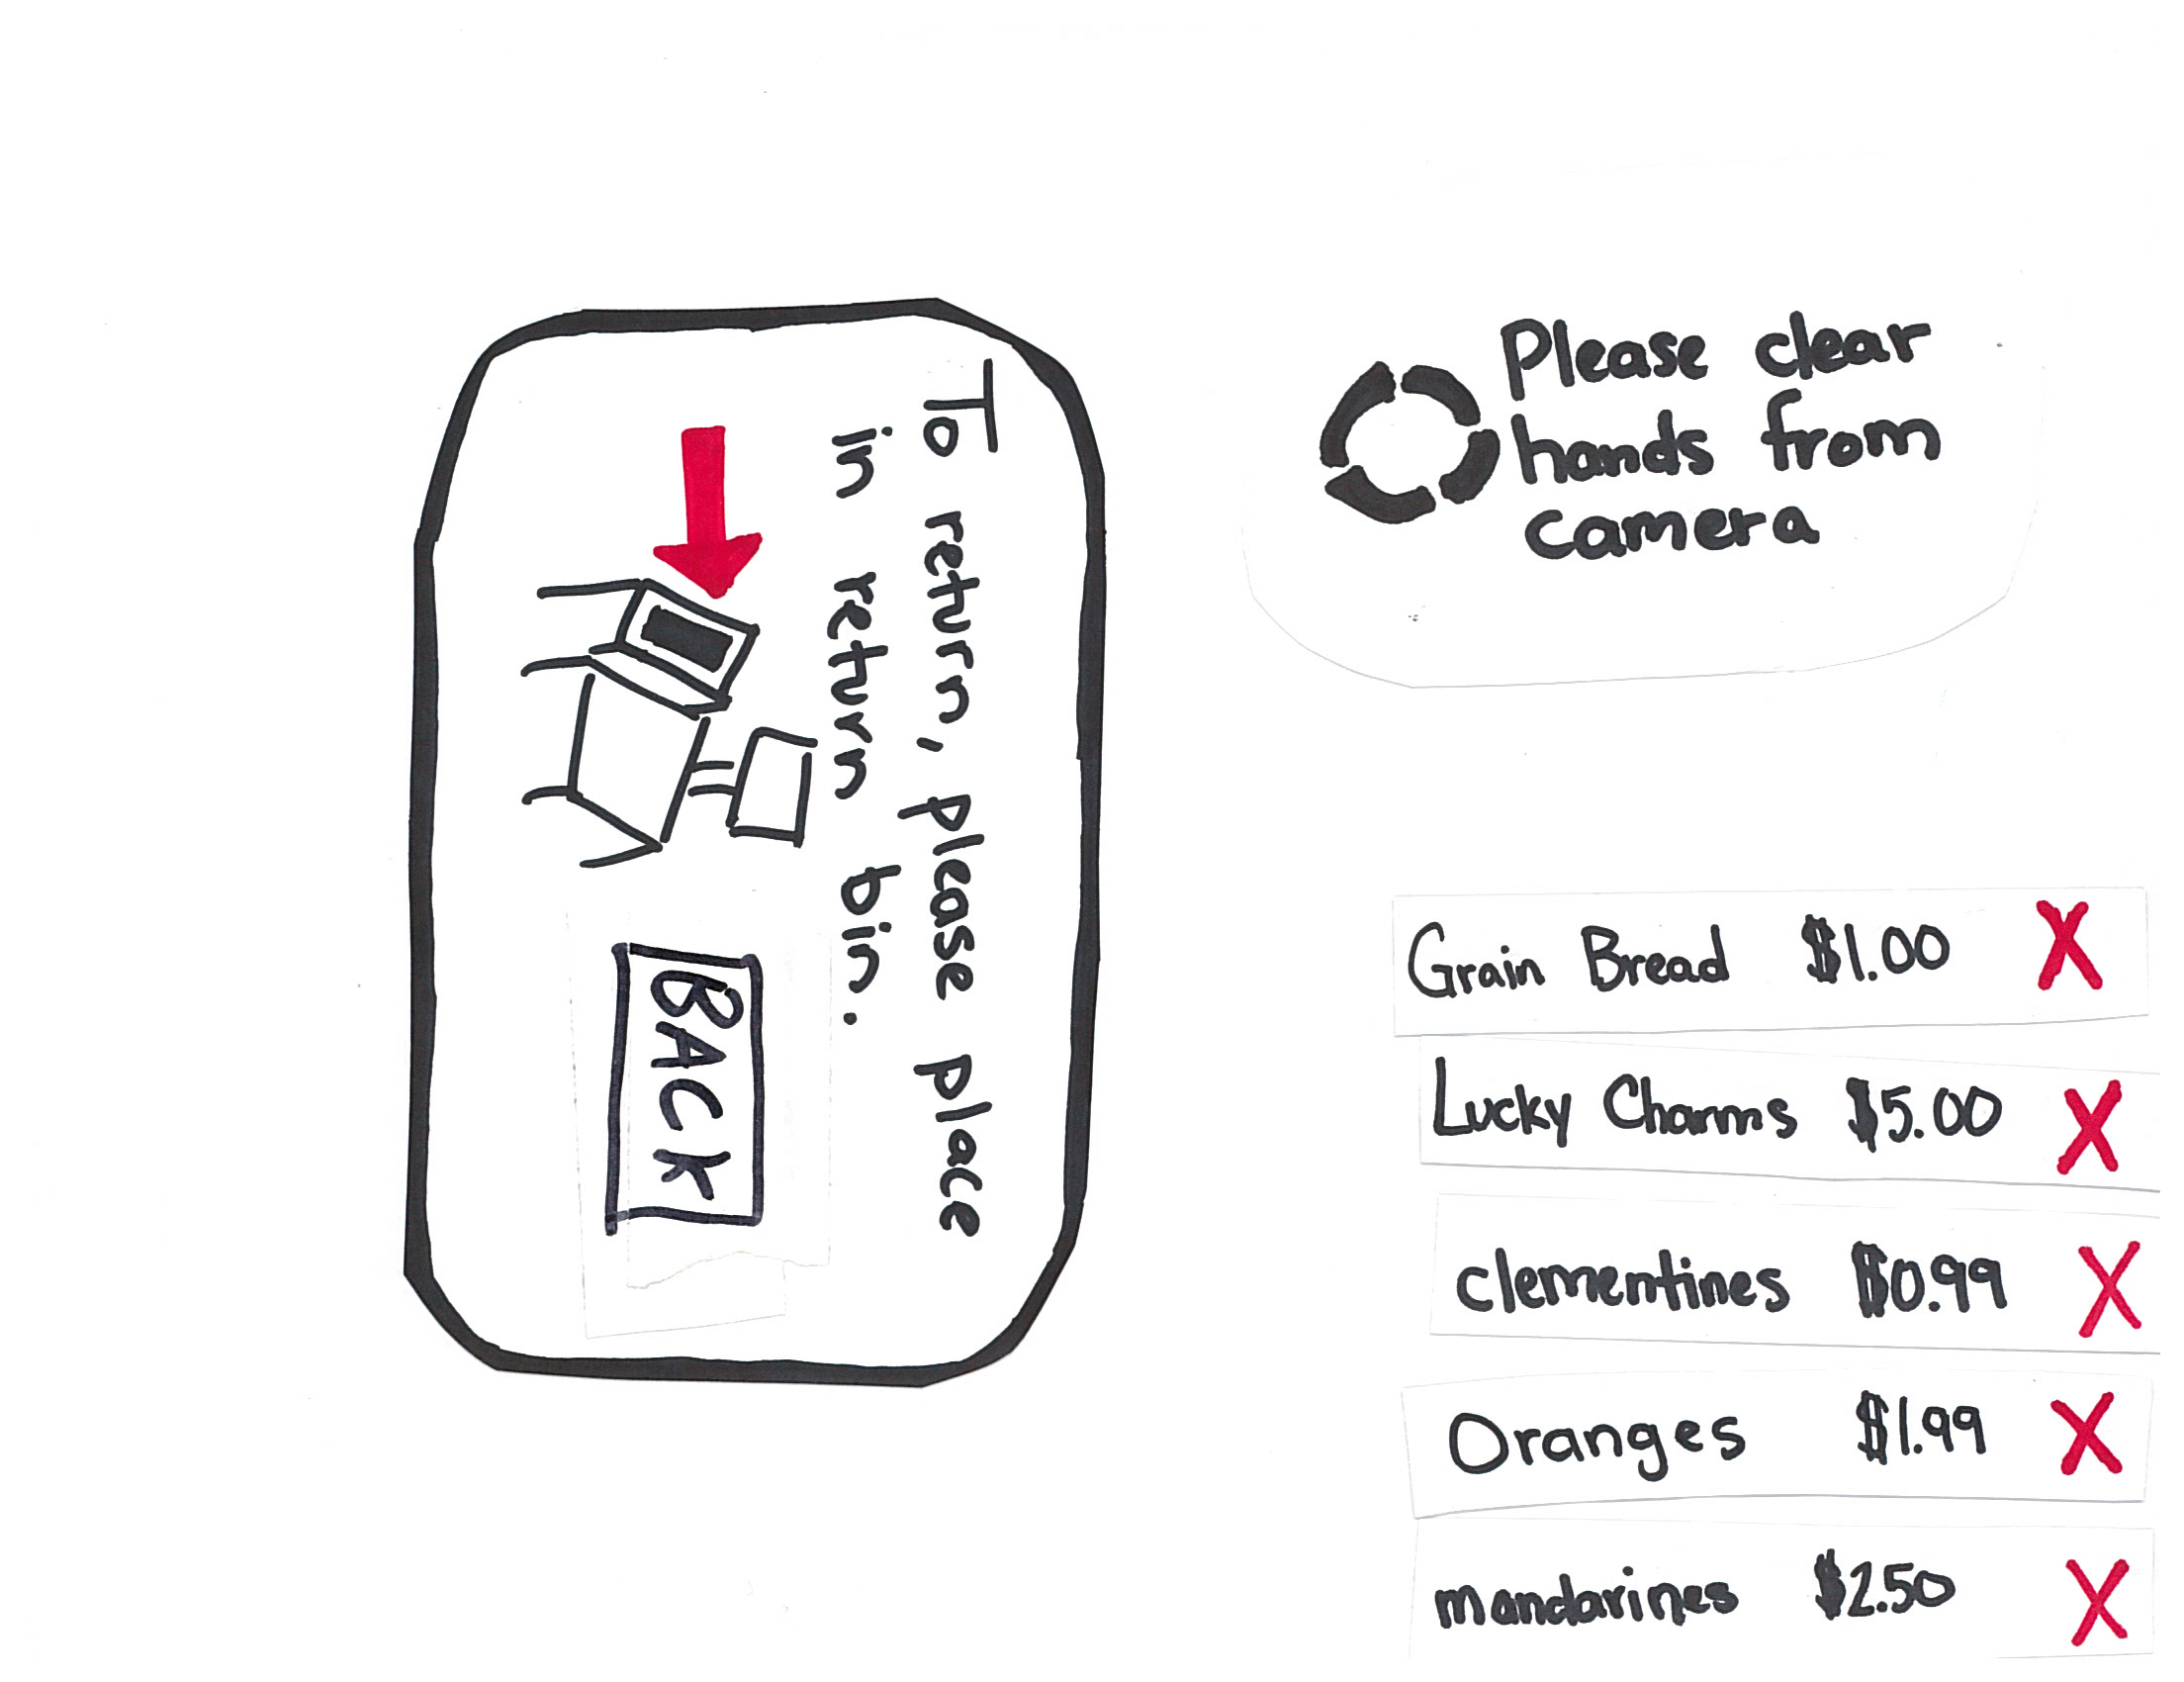 To return, please place
in return bin.
BACK
Please clear
hands from
camera
Grain Bread $1.00 X
Lucky Charms $5.00 X
clementines $0.99 X
Oranges $1.99 X
mandarines $2.50 X